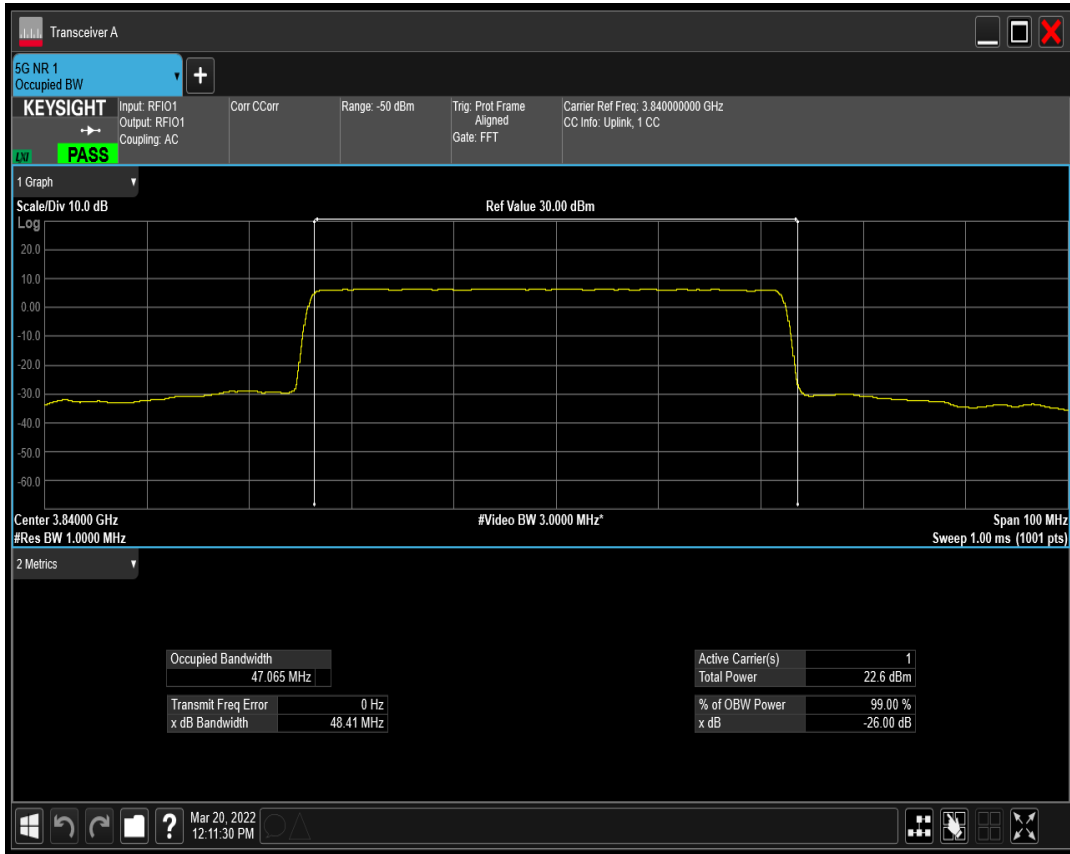 Transceiver A
5G NR 1
Occupied BW
+
KEYSIGHT
LXI
PASS
Input: RFIO1
Output: RFIO1
Coupling: AC
Corr CCorr
Range: -50 dBm
Trig: Prot Frame
Aligned
Gate: FFT
Carrier Ref Freq: 3.840000000 GHz
CC Info: Uplink, 1 CC
1 Graph
Scale/Div 10.0 dB
Ref Value 30.00 dBm
Log
20.0
10.0
0.00
-10.0
-20.0
-30.0
-40.0
-50.0
-60.0
Center 3.84000 GHz
#Video BW 3.0000 MHz*
Span 100 MHz
#Res BW 1.0000 MHz
Sweep 1.00 ms (1001 pts)
2 Metrics
Occupied Bandwidth
47.065 MHz
Transmit Freq Error 0 Hz
x dB Bandwidth 48.41 MHz
Active Carrier(s) 1
Total Power 22.6 dBm
% of OBW Power 99.00 %
x dB -26.00 dB
?
Mar 20, 2022
12:11:30 PM